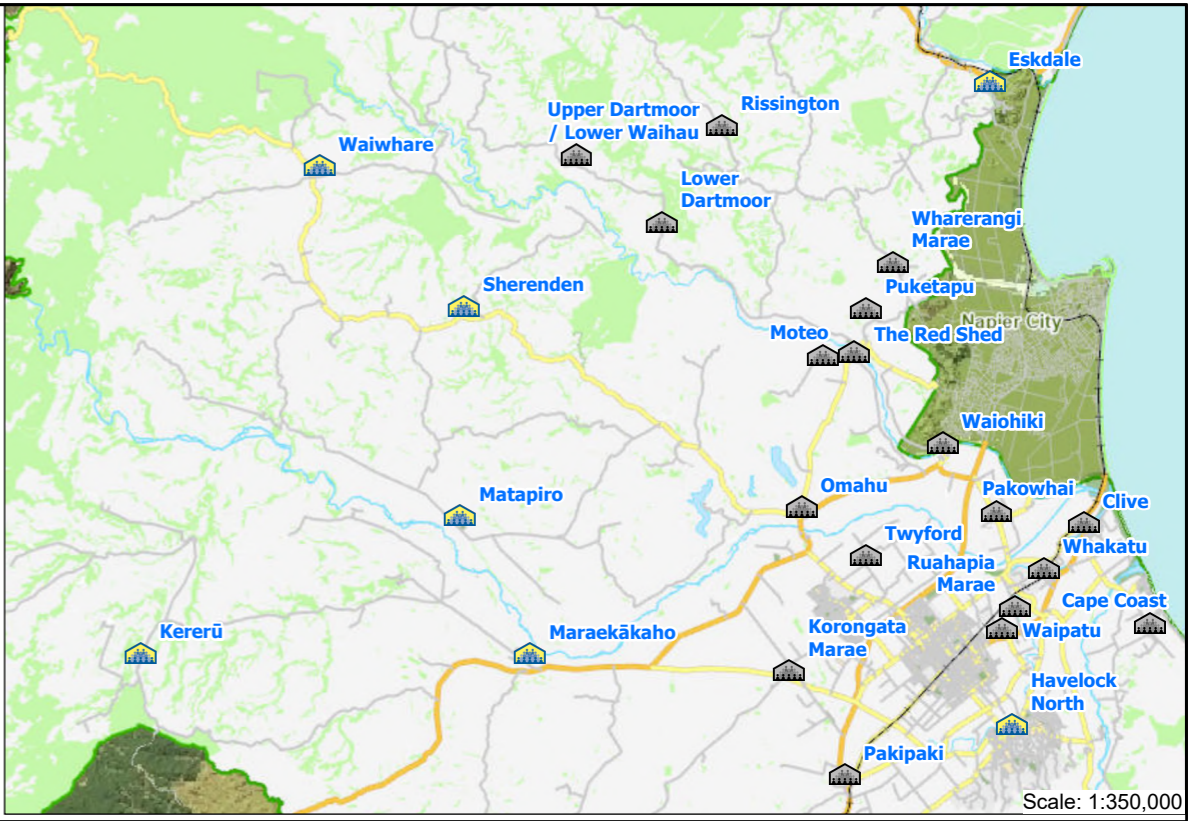 Eskdale
Upper Dartmoor
/ Lower Waihau
Rissington
Waiwhare
Lower
Dartmoor
Wharerangi
Marae
Sherenden
Puketapu
Napier City
Moteo
The Red Shed
Waiohiki
Matapiro
Omahu
Pakowhai
Clive
Twyford
Whakatu
Ruahapia
Marae
Cape Coast
Kererū
Maraekākaho
Korongata
Marae
Waipatu
Havelock
North
Pakipaki
Scale: 1:350,000